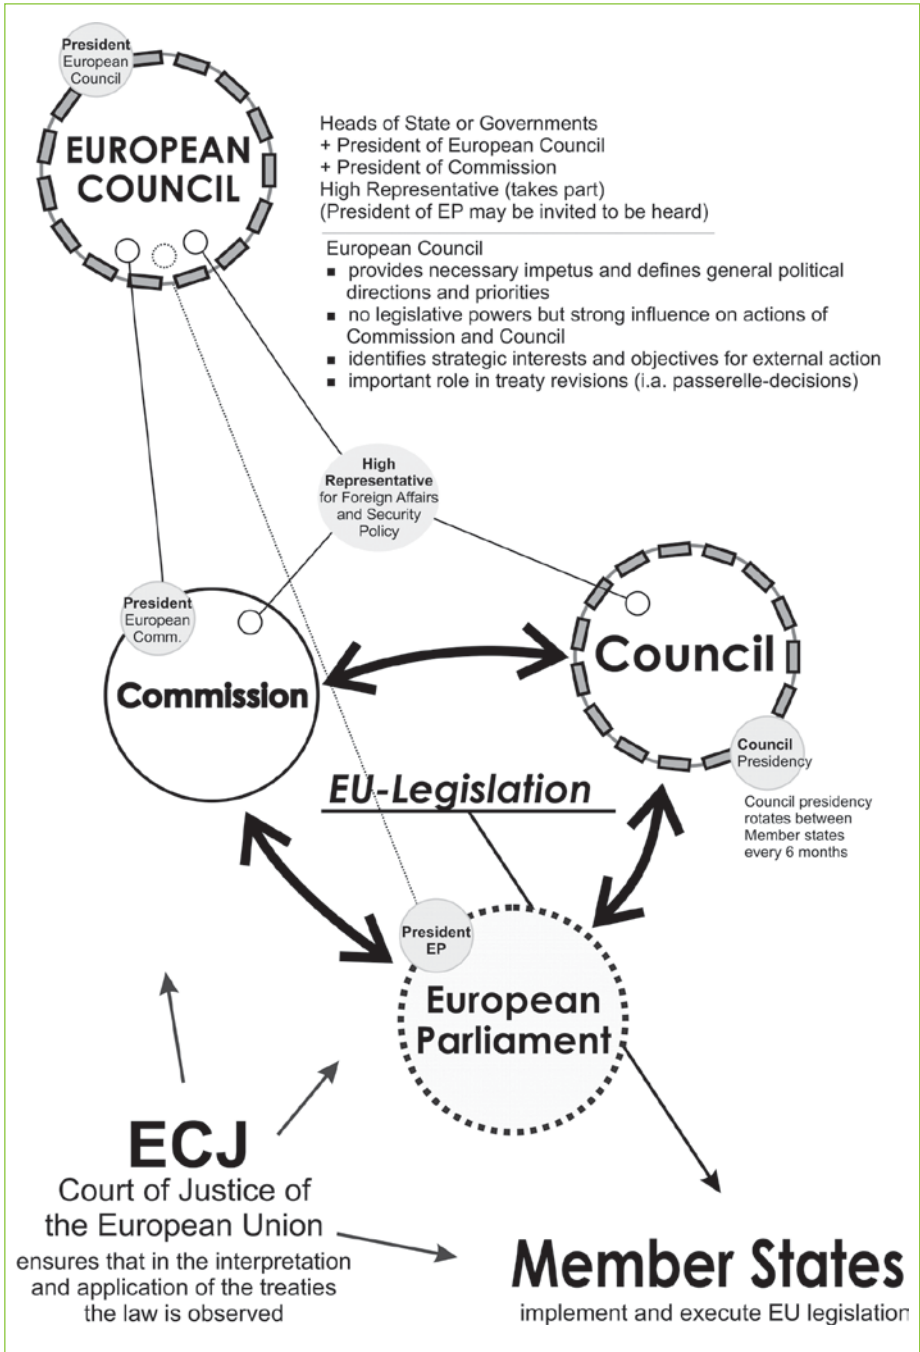 President
European
Council
EUROPEAN
COUNCIL
Heads of State or Governments
+ President of European Council
+ President of Commission
High Representative (takes part)
(President of EP may be invited to be heard)
European Council
■ provides necessary impetus and defines general political
directions and priorities
■ no legislative powers but strong influence on actions of
Commission and Council
■ identifies strategic interests and objectives for external action
■ important role in treaty revisions (i.a. passerelle-decisions)
High
Representative
for Foreign Affairs
and Security
Policy
President
European
Comm.
Commission
Council
Council
Presidency
Council presidency
rotates between
Member states
every 6 months
EU-Legislation
President
EP
European
Parliament
ECJ
Court of Justice of
the European Union
ensures that in the interpretation
and application of the treaties
the law is observed
Member States
implement and execute EU legislation